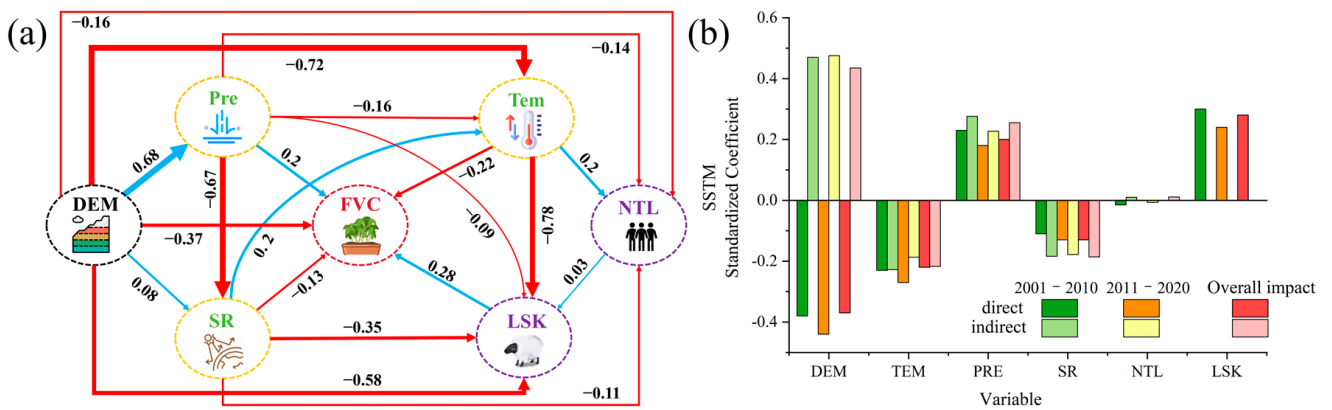 (a)
−0.16
−0.14
−0.72
Pre
Tem
−0.16
0.68
0.2
−0.22
0.2
−0.67
DEM
FVC
NTL
−0.37
−0.78
0.2
−0.09
0.08
−0.13
0.28
0.03
SR
LSK
−0.35
−0.58
−0.11
(b)
SSTM
Standardized Coefficient
0.6
0.4
0.2
0.0
-0.2
-0.4
2001－2010 2011－2020 Overall impact
direct
indirect
DEM TEM PRE SR NTL LSK
Variable